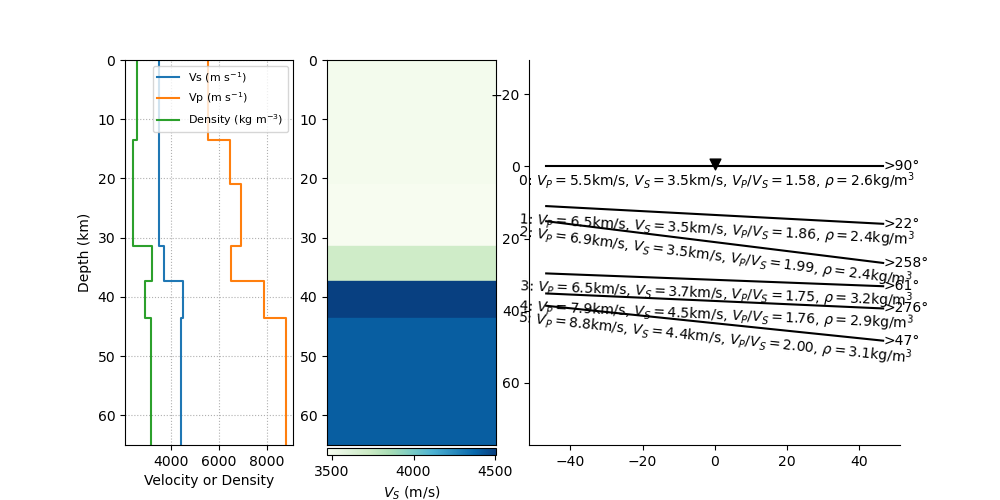 0
10
20
30
40
50
60
Depth (km)
4000 6000 8000
Velocity or Density
Vs (m s⁻¹)
Vp (m s⁻¹)
Density (kg m⁻³)
0
10
20
30
40
50
60
3500 4000 4500
V_S (m/s)
−20
0
20
40
60
−40 −20 0 20 40
>90°
0: V_P = 5.5km/s, V_S = 3.5km/s, V_P/V_S = 1.58, ρ = 2.6kg/m³
>22°
1: V_P = 6.5km/s, V_S = 3.5km/s, V_P/V_S = 1.86, ρ = 2.4kg/m³
>258°
2: V_P = 6.9km/s, V_S = 3.5km/s, V_P/V_S = 1.99, ρ = 2.4kg/m³
>61°
3: V_P = 6.5km/s, V_S = 3.7km/s, V_P/V_S = 1.75, ρ = 3.2kg/m³
>276°
4: V_P = 7.9km/s, V_S = 4.5km/s, V_P/V_S = 1.76, ρ = 2.9kg/m³
>47°
5: V_P = 8.8km/s, V_S = 4.4km/s, V_P/V_S = 2.00, ρ = 3.1kg/m³